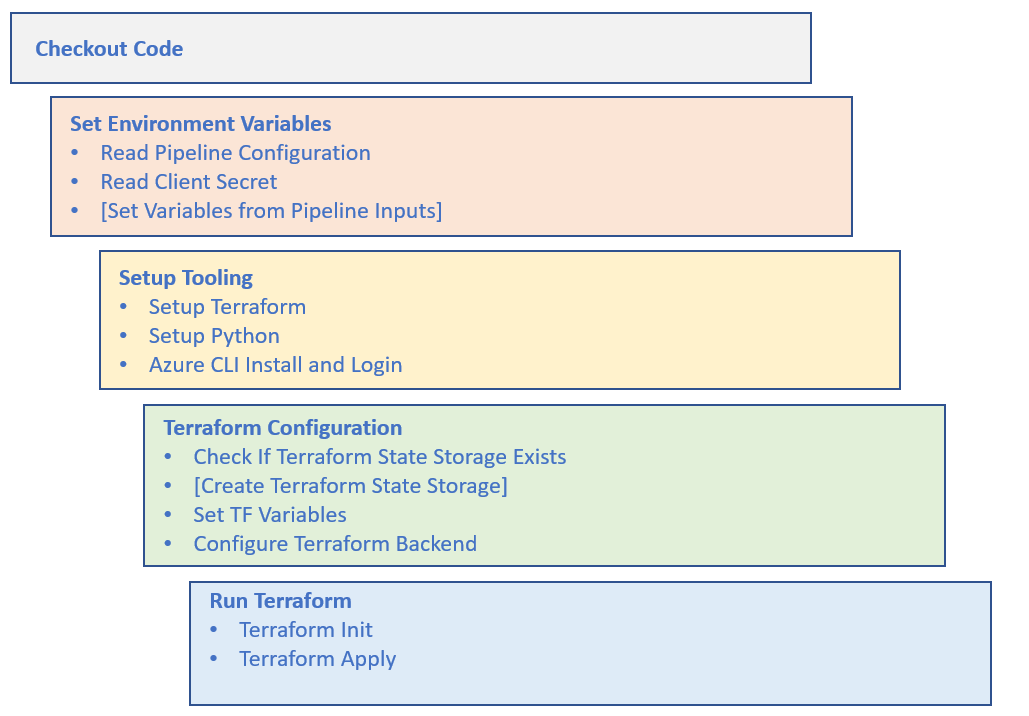 Checkout Code
Set Environment Variables
• Read Pipeline Configuration
• Read Client Secret
• [Set Variables from Pipeline Inputs]
Setup Tooling
• Setup Terraform
• Setup Python
• Azure CLI Install and Login
Terraform Configuration
• Check If Terraform State Storage Exists
• [Create Terraform State Storage]
• Set TF Variables
• Configure Terraform Backend
Run Terraform
• Terraform Init
• Terraform Apply